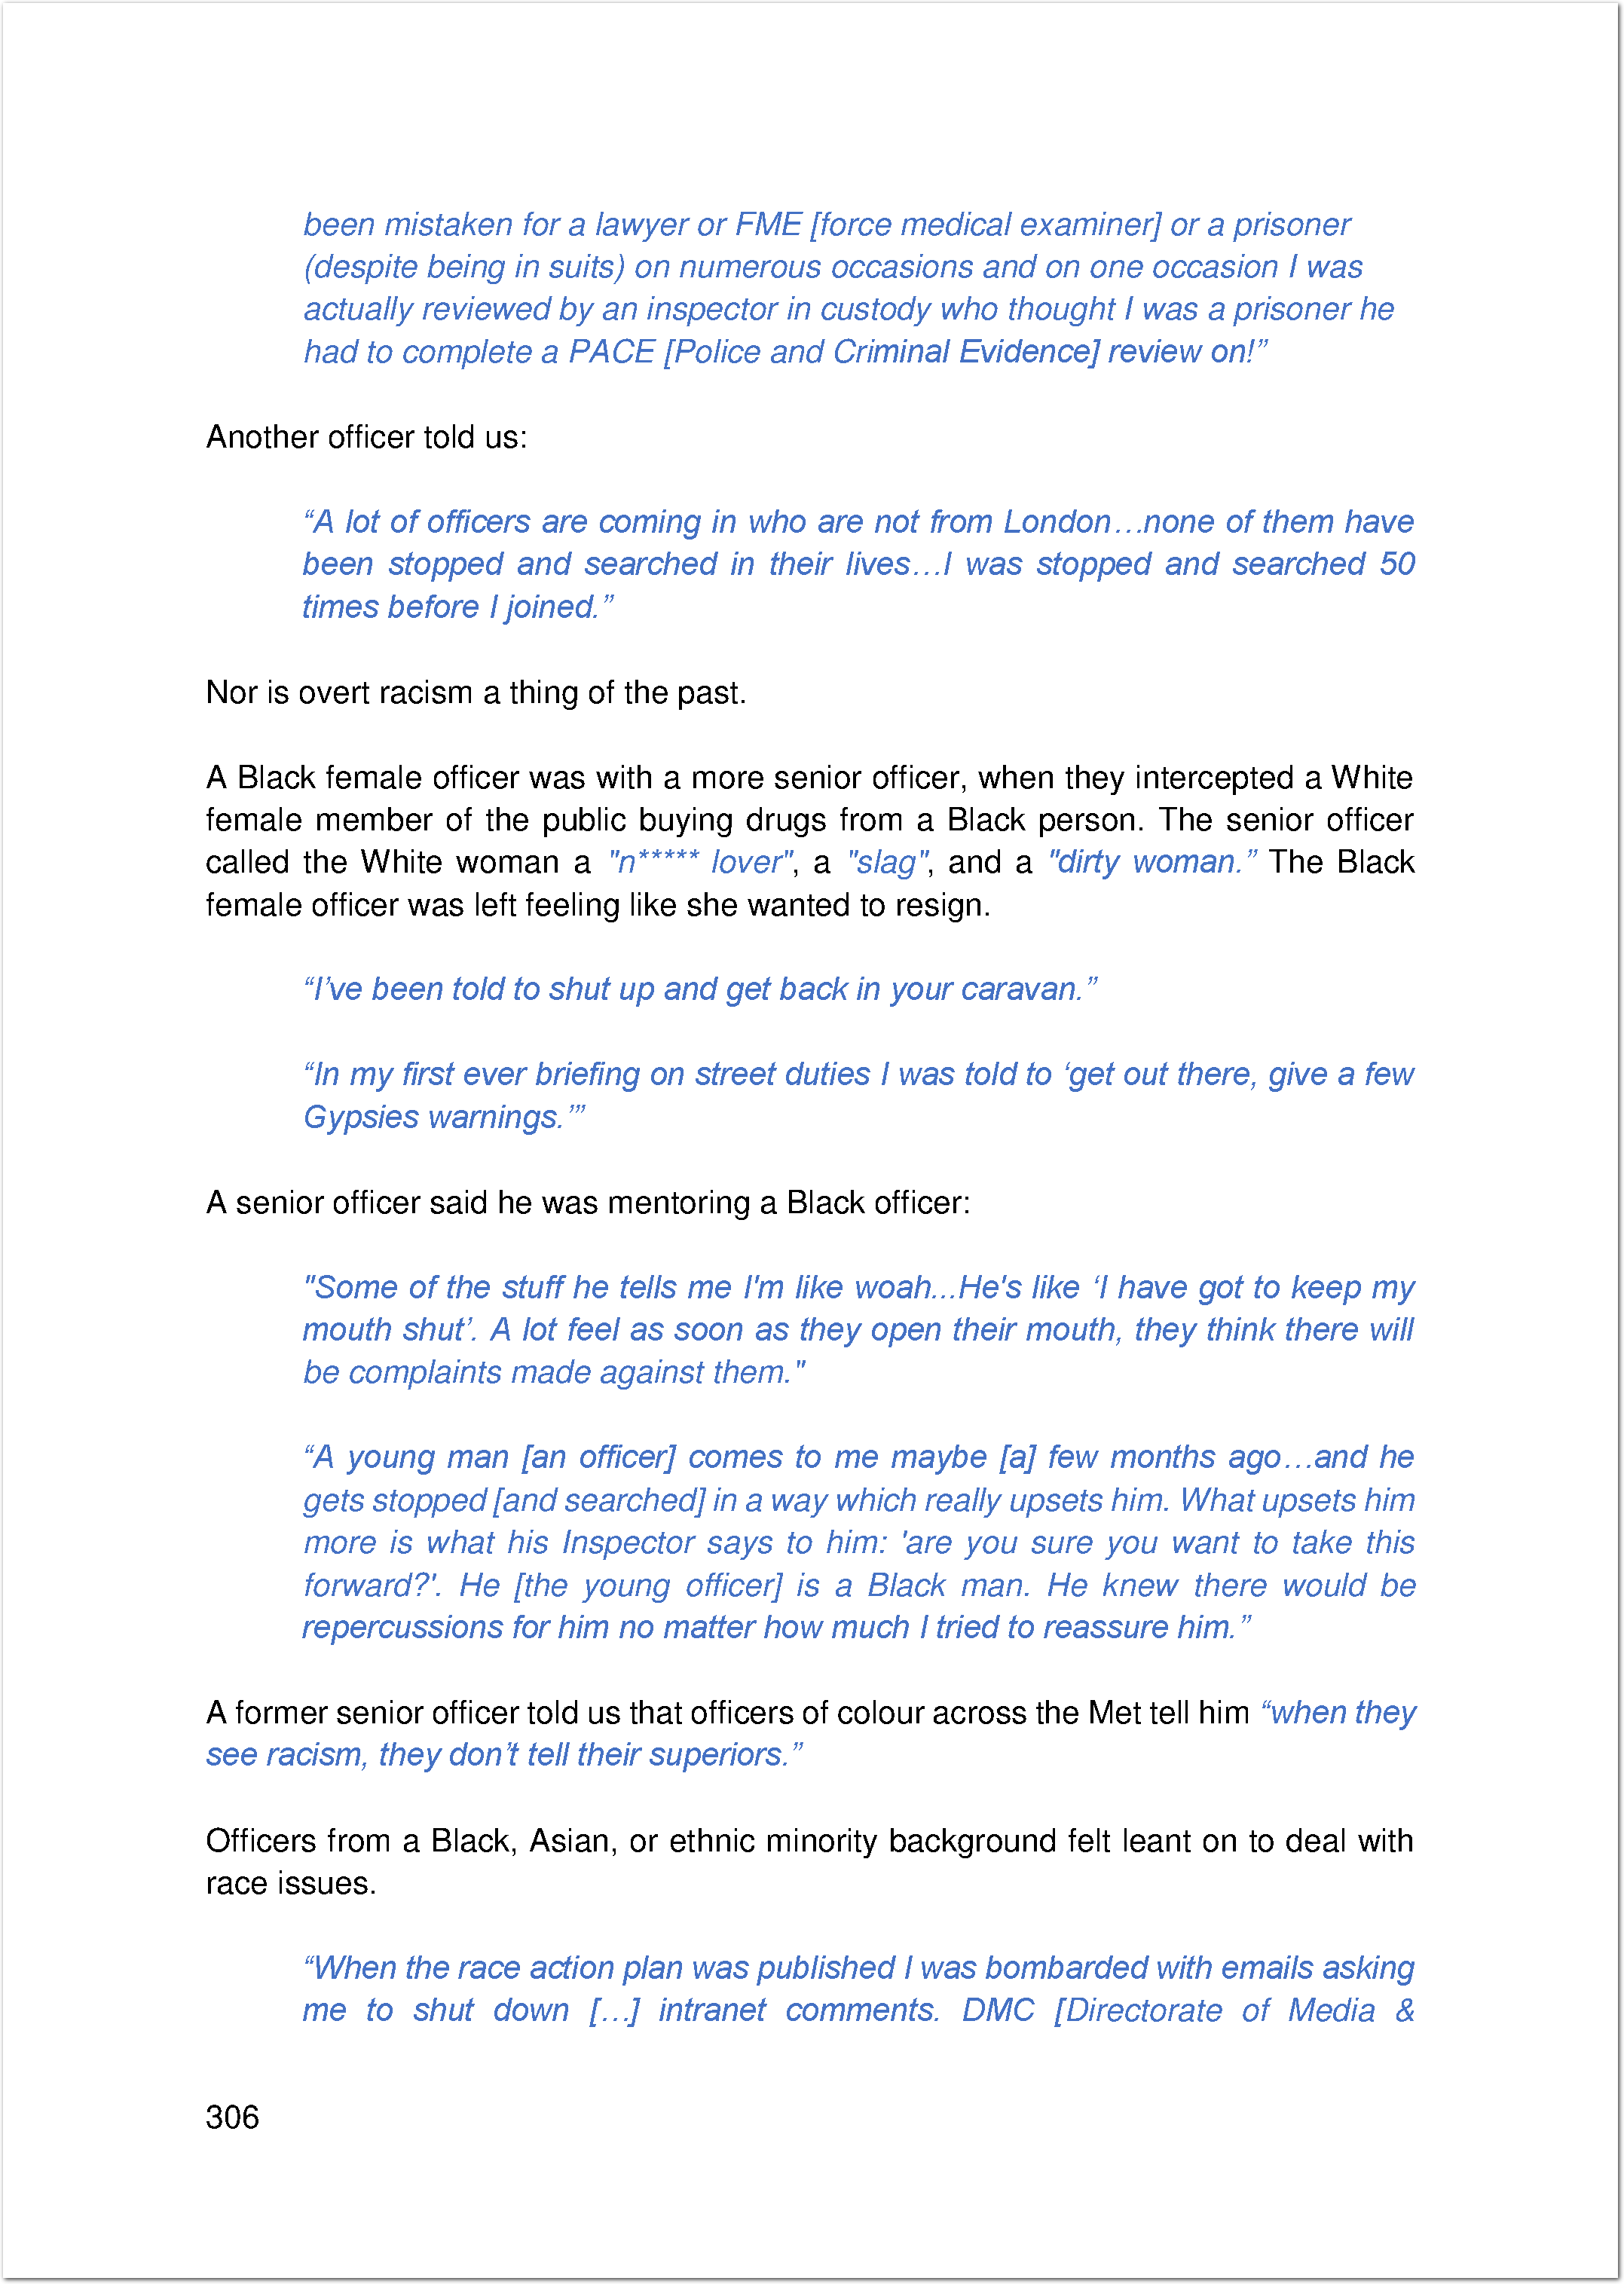 been mistaken for a lawyer or FME [force medical examiner] or a prisoner
(despite being in suits) on numerous occasions and on one occasion I was
actually reviewed by an inspector in custody who thought I was a prisoner he
had to complete a PACE [Police and Criminal Evidence] review on!”
Another officer told us:
“A lot of officers are coming in who are not from London…none of them have
been stopped and searched in their lives…I was stopped and searched 50
times before I joined.”
Nor is overt racism a thing of the past.
A Black female officer was with a more senior officer, when they intercepted a White
female member of the public buying drugs from a Black person. The senior officer
called the White woman a "n***** lover", a "slag", and a "dirty woman.” The Black
female officer was left feeling like she wanted to resign.
“I’ve been told to shut up and get back in your caravan.”
“In my first ever briefing on street duties I was told to ‘get out there, give a few
Gypsies warnings.’”
A senior officer said he was mentoring a Black officer:
"Some of the stuff he tells me I'm like woah...He's like ‘I have got to keep my
mouth shut’. A lot feel as soon as they open their mouth, they think there will
be complaints made against them."
“A young man [an officer] comes to me maybe [a] few months ago…and he
gets stopped [and searched] in a way which really upsets him. What upsets him
more is what his Inspector says to him: 'are you sure you want to take this
forward?'. He [the young officer] is a Black man. He knew there would be
repercussions for him no matter how much I tried to reassure him.”
A former senior officer told us that officers of colour across the Met tell him “when they
see racism, they don’t tell their superiors.”
Officers from a Black, Asian, or ethnic minority background felt leant on to deal with
race issues.
“When the race action plan was published I was bombarded with emails asking
me to shut down […] intranet comments. DMC [Directorate of Media &
306